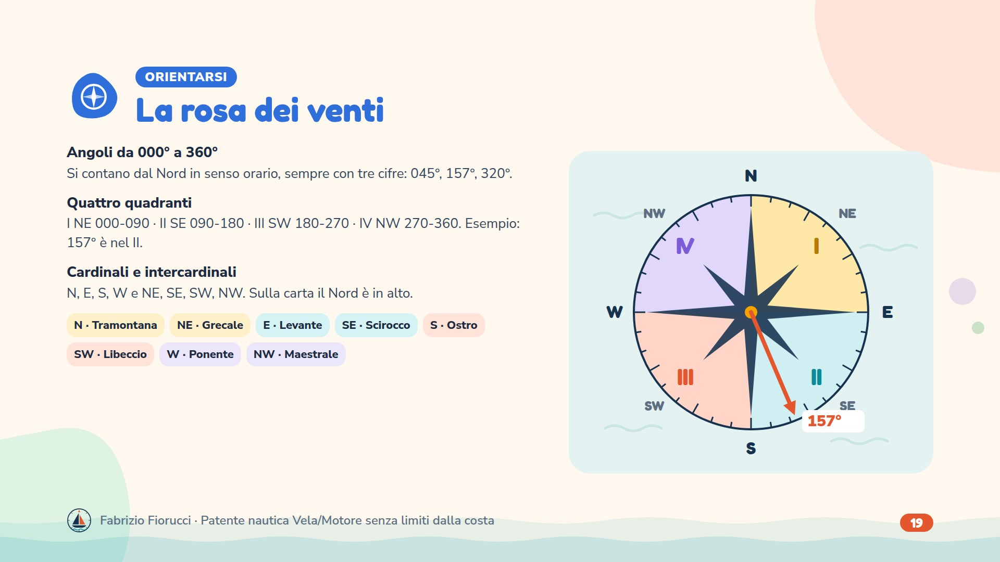 ORIENTARSI
La rosa dei venti
Angoli da 000° a 360°
Si contano dal Nord in senso orario, sempre con tre cifre: 045°, 157°, 320°.
Quattro quadranti
I NE 000-090 · II SE 090-180 · III SW 180-270 · IV NW 270-360. Esempio:
157° è nel II.
Cardinali e intercardinali
N, E, S, W e NE, SE, SW, NW. Sulla carta il Nord è in alto.
N · Tramontana
NE · Grecale
E · Levante
SE · Scirocco
S · Ostro
SW · Libeccio
W · Ponente
NW · Maestrale
N
NW
NE
IV
I
W
E
III
II
SW
SE
157°
S
Fabrizio Fiorucci · Patente nautica Vela/Motore senza limiti dalla costa
19